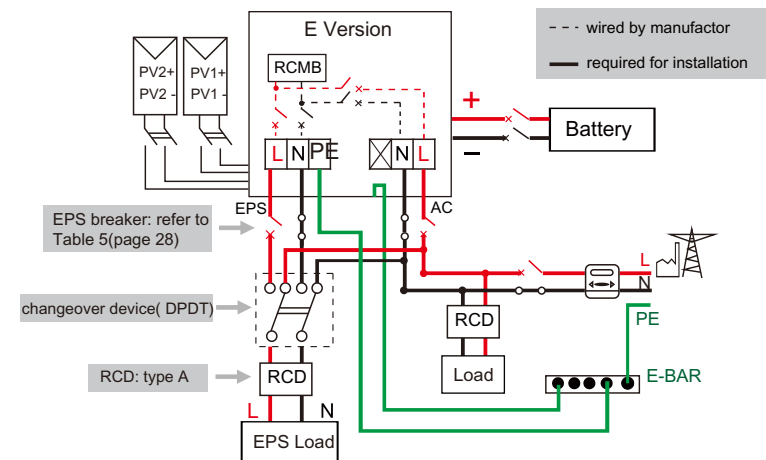 E Version
- - - wired by manufactor
required for installation
RCMB
PV2+
PV2 -
PV1+
PV1 -
+
−
Battery
L N PE
N L
EPS
AC
EPS breaker: refer to
Table 5(page 28)
L
N
changeover device( DPDT)
RCD
PE
RCD: type A
RCD
Load
E-BAR
L N
EPS Load